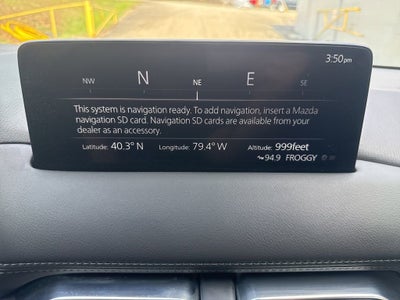 3:50pm
NW N NE E SE
This system is navigation ready. To add navigation, insert a Mazda
navigation SD card. Navigation SD cards are available from your
dealer as an accessory.
Latitude: 40.3° N Longitude: 79.4° W Altitude: 999feet
94.9 FROGGY